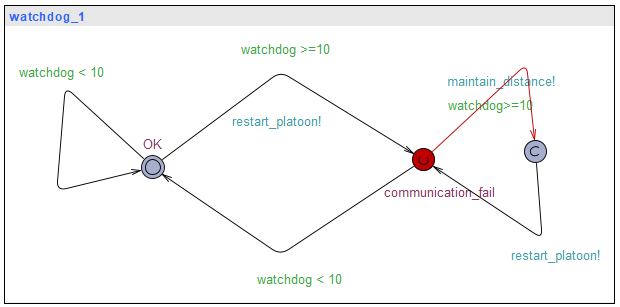 watchdog_1
watchdog >=10
watchdog < 10
maintain_distance!
watchdog>=10
restart_platoon!
OK
C
U
communication_fail
restart_platoon!
watchdog < 10